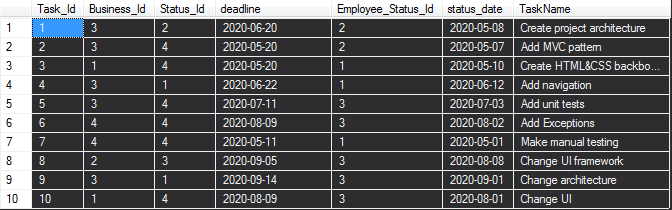 Task_Id Business_Id Status_Id deadline Employee_Status_Id status_date TaskName
1 1 3 2 2020-06-20 2 2020-05-08 Create project architecture
2 2 3 4 2020-05-20 2 2020-05-07 Add MVC pattern
3 3 1 4 2020-05-20 1 2020-05-10 Create HTML&CSS backbo...
4 4 3 1 2020-06-22 1 2020-06-12 Add navigation
5 5 3 4 2020-07-11 3 2020-07-03 Add unit tests
6 6 4 4 2020-08-09 3 2020-08-02 Add Exceptions
7 7 4 4 2020-05-11 1 2020-05-01 Make manual testing
8 8 2 3 2020-09-05 3 2020-08-08 Change UI framework
9 9 3 1 2020-09-14 3 2020-09-01 Change architecture
10 10 1 4 2020-08-09 3 2020-08-01 Change UI